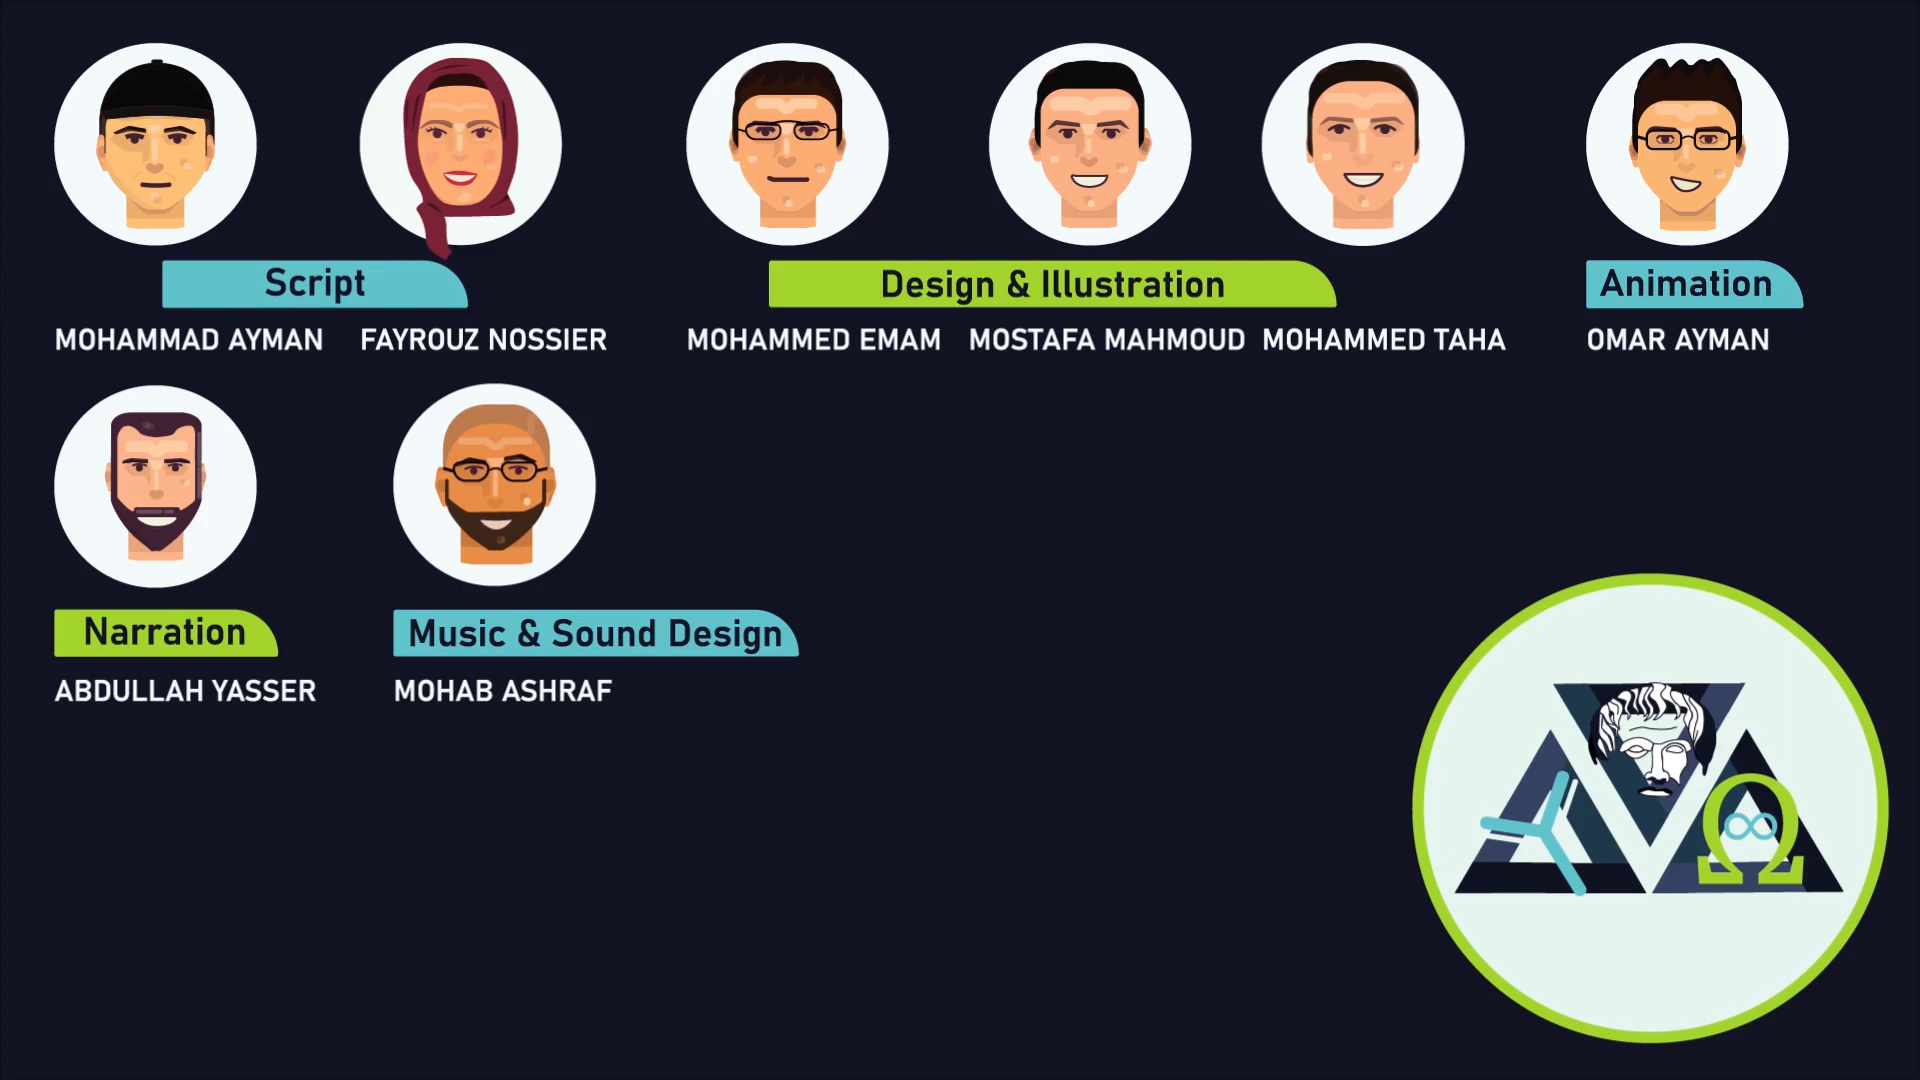 Script
Design & Illustration
Animation
MOHAMMAD AYMAN
FAYROUZ NOSSIER
MOHAMMED EMAM
MOSTAFA MAHMOUD
MOHAMMED TAHA
OMAR AYMAN
Narration
Music & Sound Design
ABDULLAH YASSER
MOHAB ASHRAF
Ω
∞